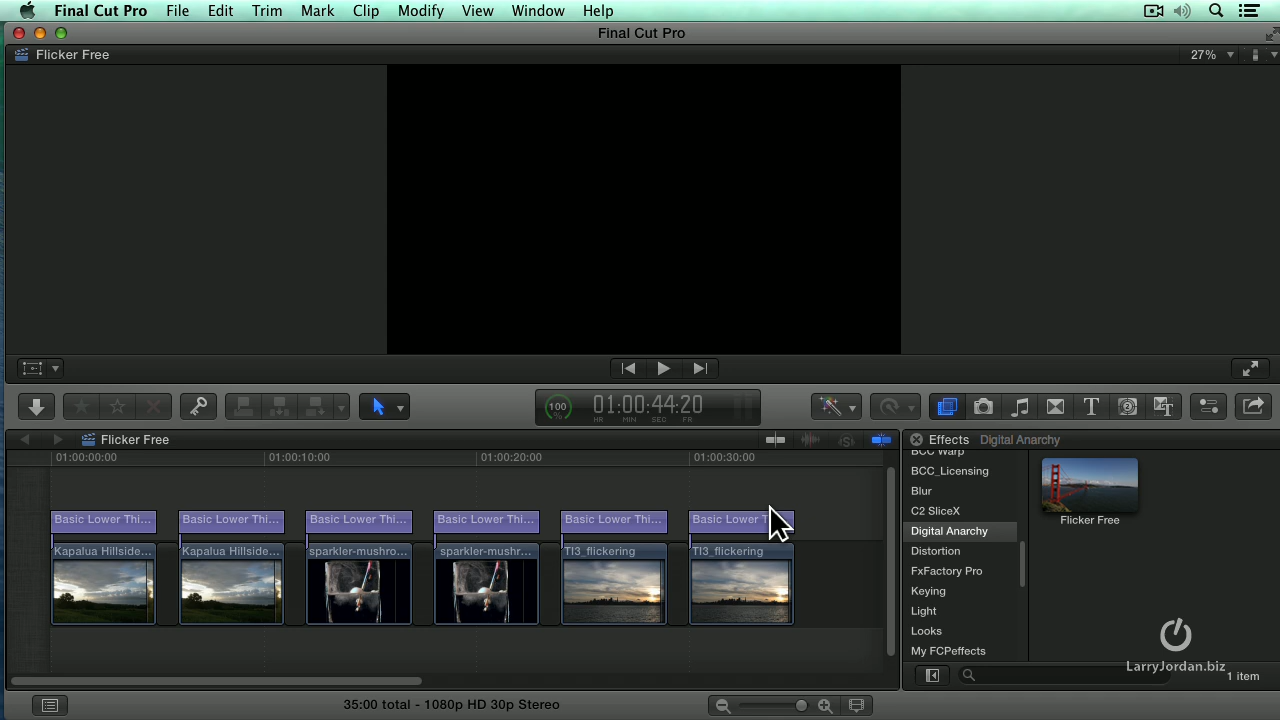 Final Cut Pro File Edit Trim Mark Clip Modify View Window Help
Final Cut Pro
Flicker Free 27%
100 % 01:00:44:20
HR MIN SEC FR
Flicker Free
01:00:00:00 01:00:10:00 01:00:20:00 01:00:30:00
Basic Lower Thi... Basic Lower Thi... Basic Lower Thi... Basic Lower Thi... Basic Lower Thi... Basic Lower T
Kapalua Hillside... Kapalua Hillside... sparkler-mushro... sparkler-mushr... TI3_flickering TI3_flickering
Effects Digital Anarchy
BCC Warp
BCC_Licensing
Blur
C2 SliceX
Digital Anarchy
Distortion
FxFactory Pro
Keying
Light
Looks
My FCPeffects
Flicker Free
LarryJordan.biz
1 item
35:00 total - 1080p HD 30p Stereo